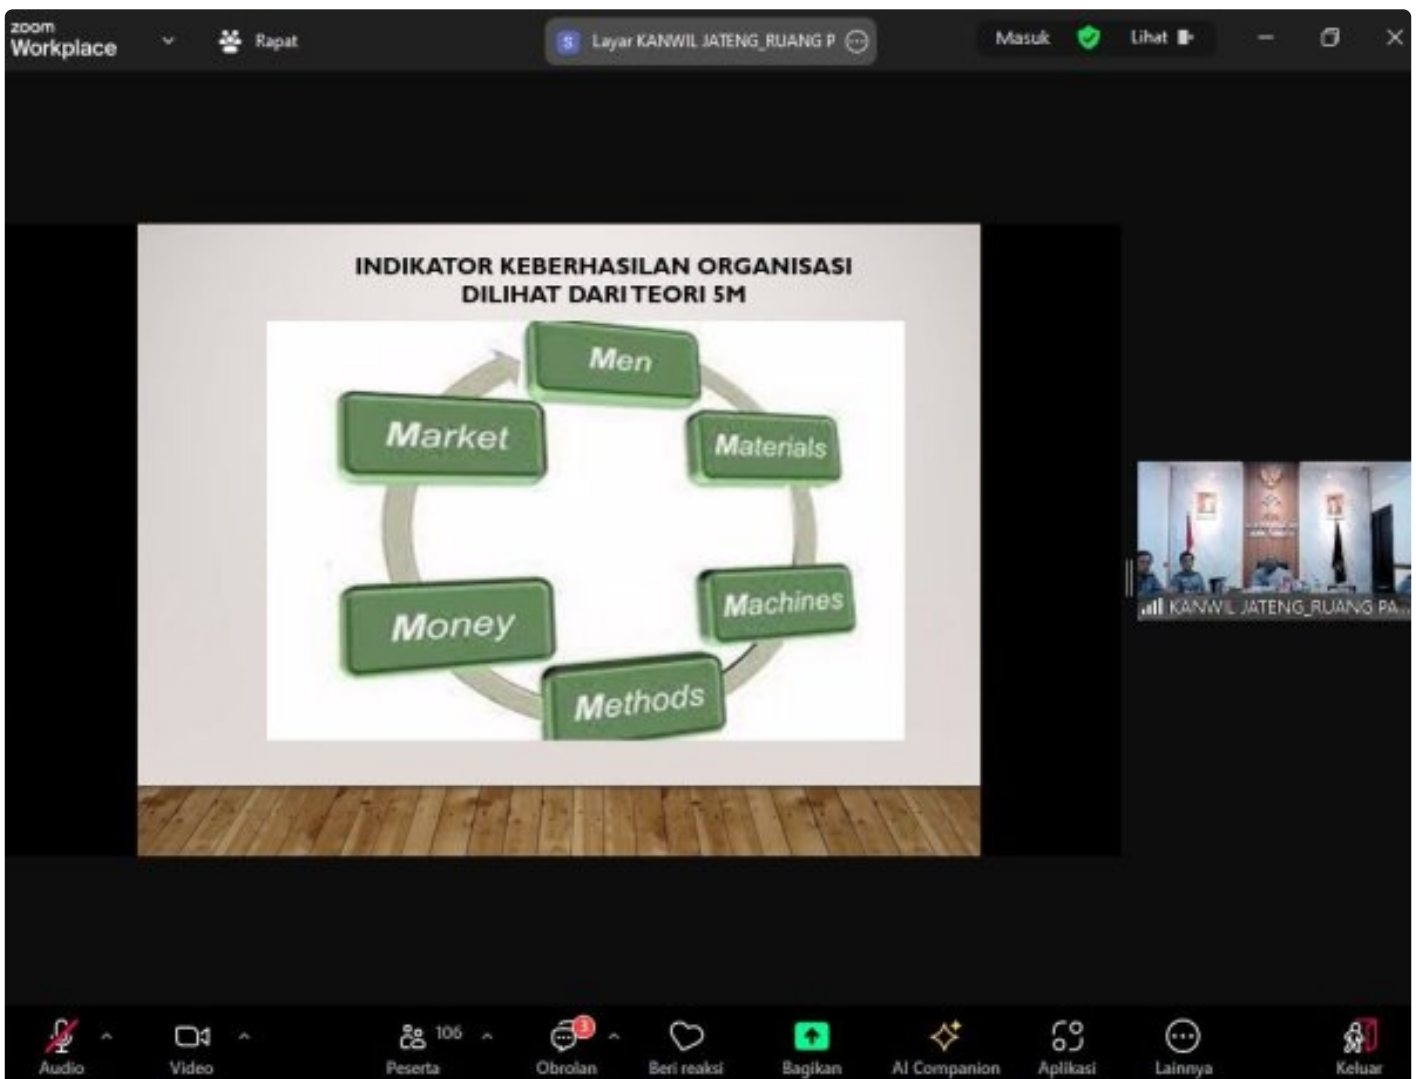 zoom
Workplace
Rapat
S
Layar KANWIL JATENG_RUANG P
Masuk
Lihat
INDIKATOR KEBERHASILAN ORGANISASI
DILIHAT DARI TEORI 5M
Men
Market
Materials
Machines
Money
Methods
KANWIL JATENG_RUANG PA...
106
3
Audio
Video
Peserta
Obrolan
Beri reaksi
Bagikan
AI Companion
Aplikasi
Lainnya
Keluar